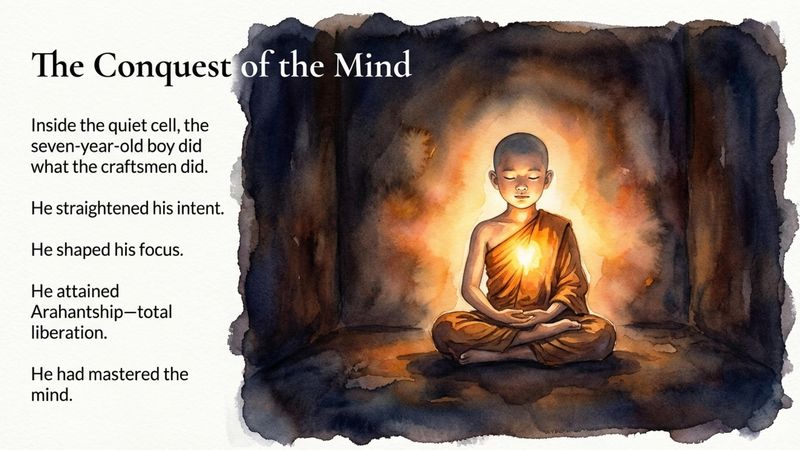 The Conquest of the Mind
Inside the quiet cell, the
seven-year-old boy did
what the craftsmen did.
He straightened his intent.
He shaped his focus.
He attained
Arahantship—total
liberation.
He had mastered the
mind.